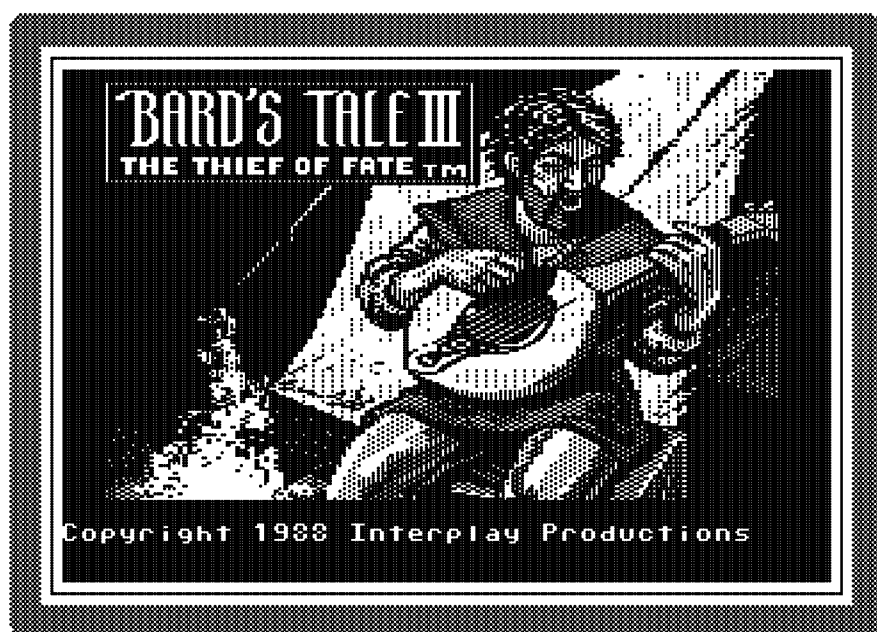 BARD'S TALE III
THE THIEF OF FATE TM
Copyright 1988 Interplay Productions